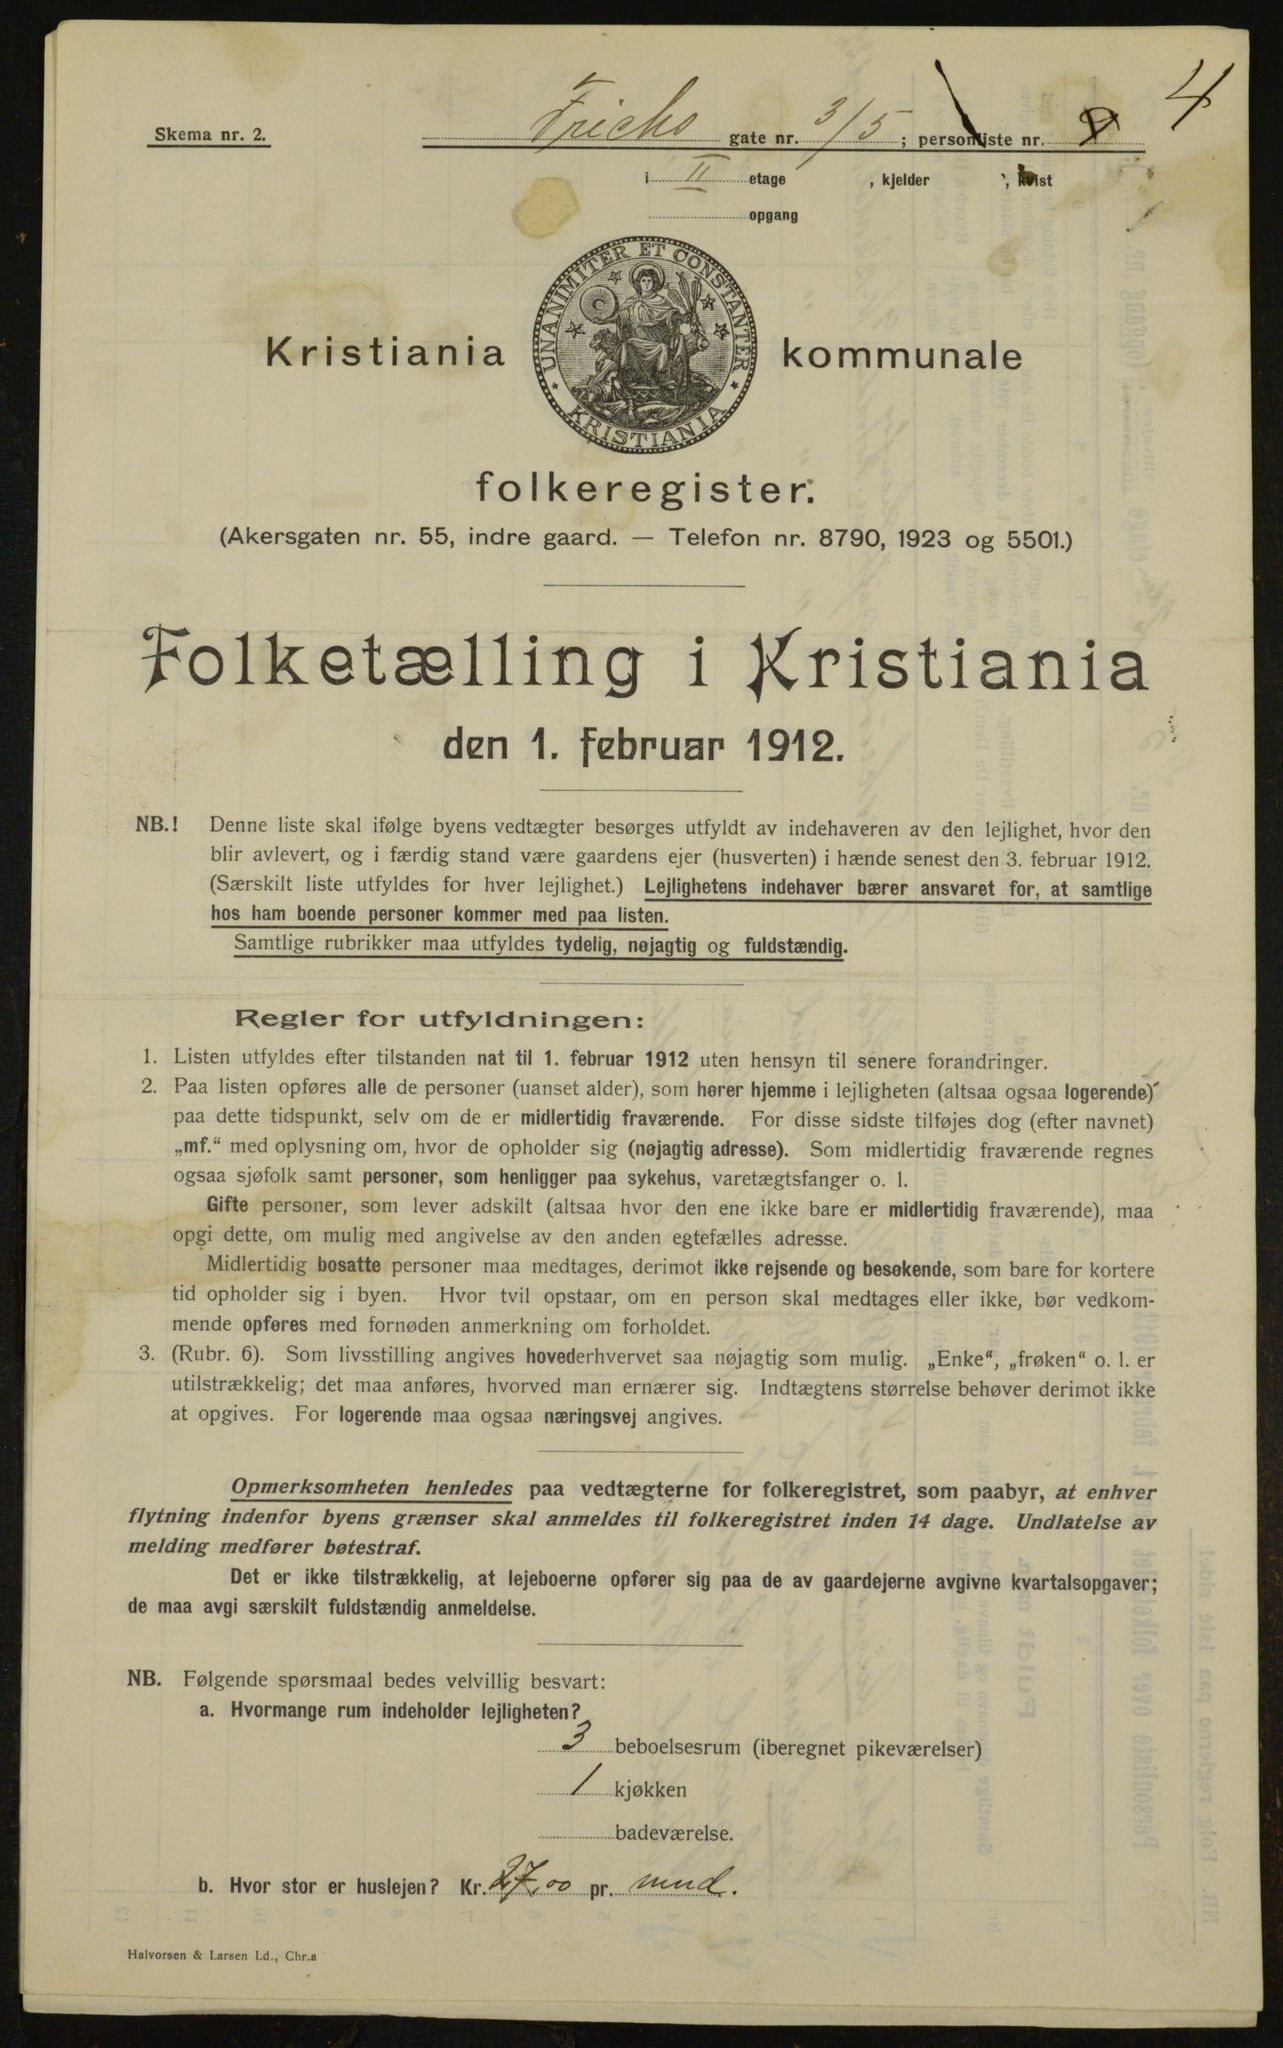 4
Skema nr. 2.
Frichs gate nr. 3/5; personliste nr.
i II etage , kjelder , kvist
opgang
UNANIMITER ET CONSTANTER
KRISTIANIA
Kristiania kommunale
folkeregister.
(Akersgaten nr. 55, indre gaard. — Telefon nr. 8790, 1923 og 5501.)
Folketælling i Kristiania
den 1. februar 1912.
NB.! Denne liste skal ifølge byens vedtægter besørges utfyldt av indehaveren av den lejlighet, hvor den
blir avlevert, og i færdig stand være gaardens ejer (husverten) i hænde senest den 3. februar 1912.
(Særskilt liste utfyldes for hver lejlighet.) Lejlighetens indehaver bærer ansvaret for, at samtlige
hos ham boende personer kommer med paa listen.
Samtlige rubrikker maa utfyldes tydelig, nøjagtig og fuldstændig.
Regler for utfyldningen:
1. Listen utfyldes efter tilstanden nat til 1. februar 1912 uten hensyn til senere forandringer.
2. Paa listen opføres alle de personer (uanset alder), som hører hjemme i lejligheten (altsaa ogsaa logerende)
paa dette tidspunkt, selv om de er midlertidig fraværende. For disse sidste tilføjes dog (efter navnet)
„mf.“ med oplysning om, hvor de opholder sig (nøjagtig adresse). Som midlertidig fraværende regnes
ogsaa sjøfolk samt personer, som henligger paa sykehus, varetægtsfanger o. l.
Gifte personer, som lever adskilt (altsaa hvor den ene ikke bare er midlertidig fraværende), maa
opgi dette, om mulig med angivelse av den anden egtefælles adresse.
Midlertidig bosatte personer maa medtages, derimot ikke rejsende og besøkende, som bare for kortere
tid opholder sig i byen. Hvor tvil opstaar, om en person skal medtages eller ikke, bør vedkom-
mende opføres med fornøden anmerkning om forholdet.
3. (Rubr. 6). Som livsstilling angives hovederhvervet saa nøjagtig som mulig. „Enke“, „frøken“ o. l. er
utilstrækkelig; det maa anføres, hvorved man ernærer sig. Indtægtens størrelse behøver derimot ikke
at opgives. For logerende maa ogsaa næringsvej angives.
Opmerksomheten henledes paa vedtægterne for folkeregistret, som paabyr, at enhver
flytning indenfor byens grænser skal anmeldes til folkeregistret inden 14 dage. Undlatelse av
melding medfører bøtestraf.
Det er ikke tilstrækkelig, at lejeboerne opfører sig paa de av gaardejerne avgivne kvartalsopgaver;
de maa avgi særskilt fuldstændig anmeldelse.
NB. Følgende spørsmaal bedes velvillig besvart:
a. Hvormange rum indeholder lejligheten?
3 beboelsesrum (iberegnet pikeværelser)
1 kjøkken
badeværelse.
b. Hvor stor er huslejen? Kr. 27,00 pr. mnd.
Halvorsen & Larsen Ld., Chr.a